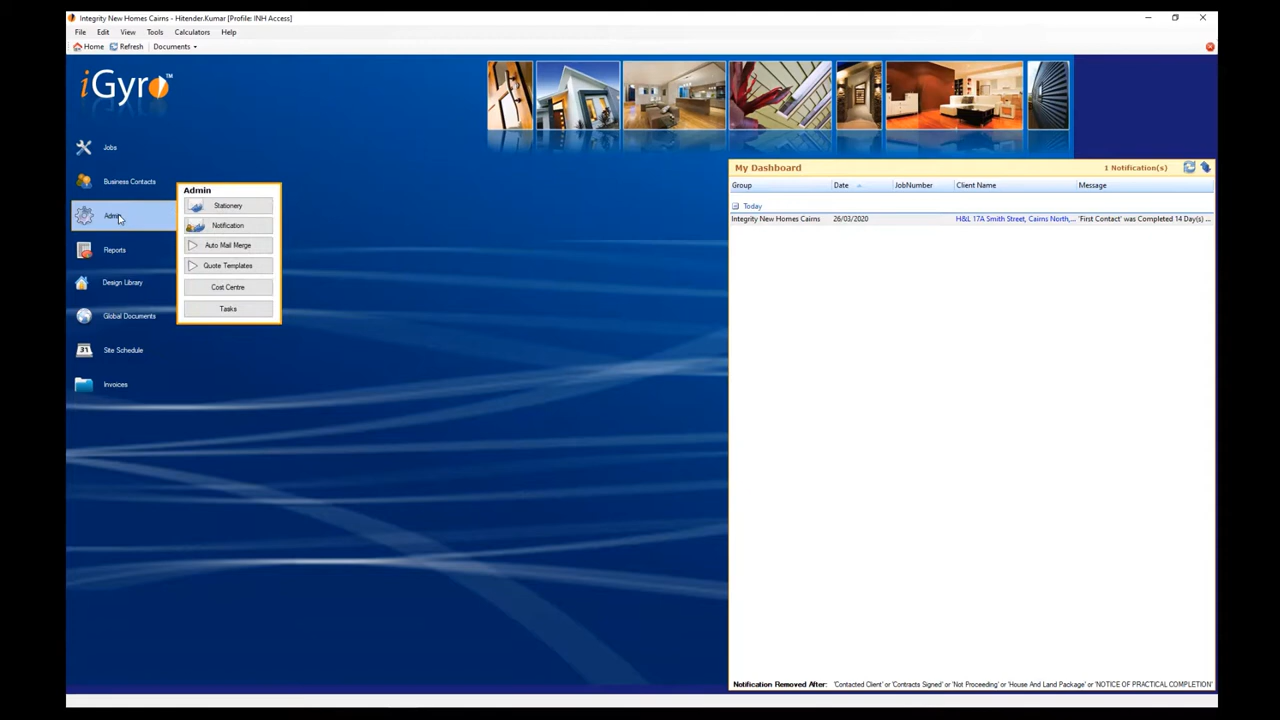 Integrity New Homes Cairns - Hitender.Kumar [Profile: INH Access]
File Edit View Tools Calculators Help
Home Refresh Documents
iGyro™
Jobs
Business Contacts
Admin
Reports
Design Library
Global Documents
31 Site Schedule
Invoices
Admin
Stationery
Notification
Auto Mail Merge
Quote Templates
Cost Centre
Tasks
My Dashboard 1 Notification(s)
Group Date JobNumber Client Name Message
Today
Integrity New Homes Cairns 26/03/2020 H&L 17A Smith Street, Cairns North,... 'First Contact' was Completed 14 Day(s) ...
Notification Removed After: 'Contacted Client' or 'Contracts Signed' or 'Not Proceeding' or 'House And Land Package' or 'NOTICE OF PRACTICAL COMPLETION'